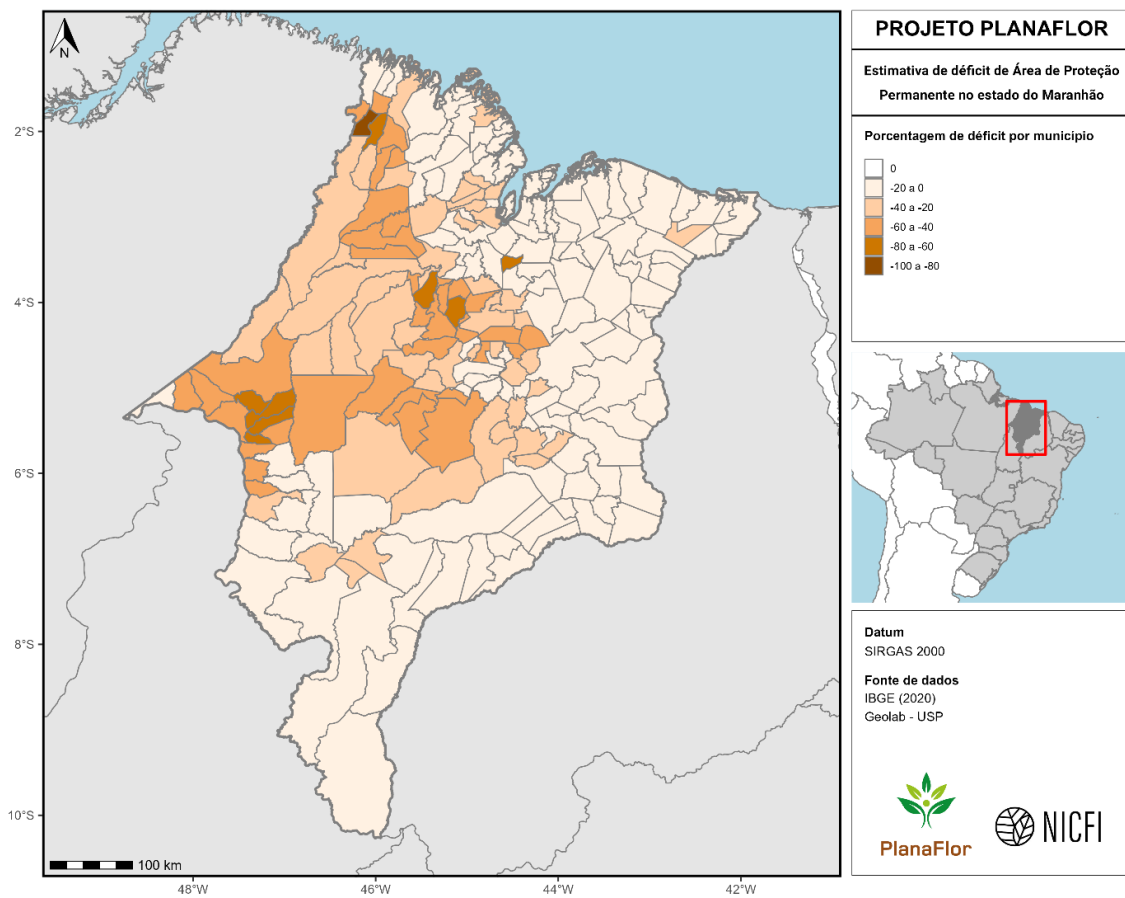 N
2°S
4°S
6°S
8°S
10°S
100 km
48°W
46°W
44°W
42°W
PROJETO PLANAFLOR
Estimativa de déficit de Área de Proteção
Permanente no estado do Maranhão
Porcentagem de déficit por municipio
0
-20 a 0
-40 a -20
-60 a -40
-80 a -60
-100 a -80
Datum
SIRGAS 2000
Fonte de dados
IBGE (2020)
Geolab - USP
PlanaFlor
NICFI